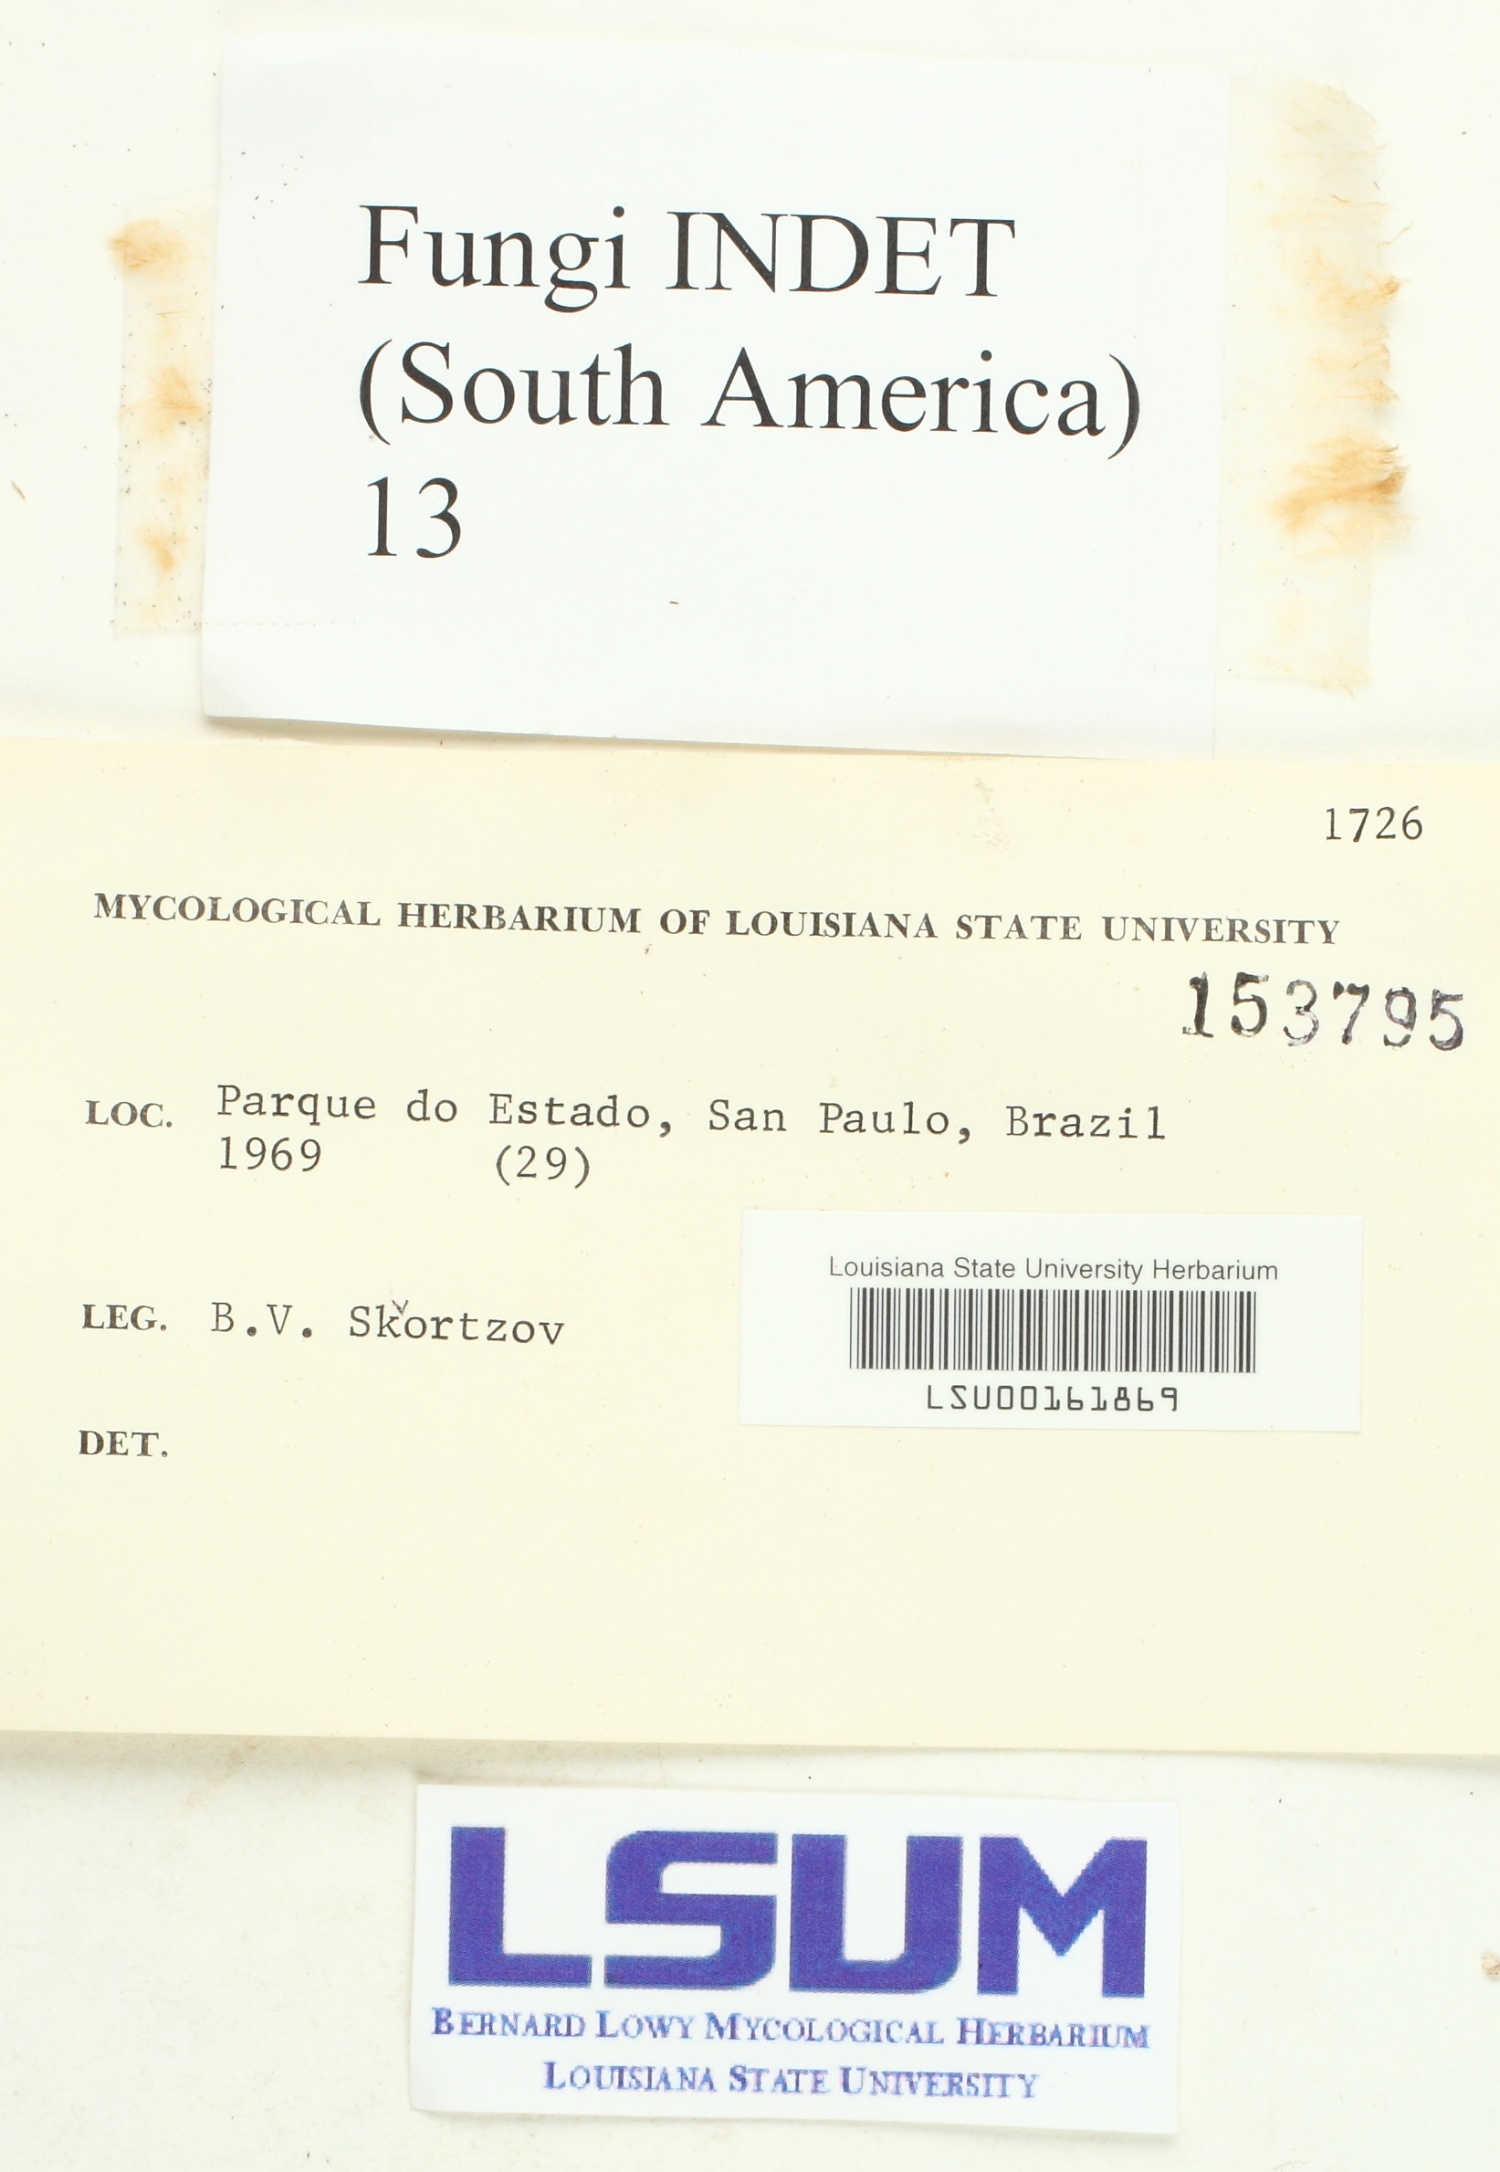 Fungi INDET
(South America)
13
1726
MYCOLOGICAL HERBARIUM OF LOUISIANA STATE UNIVERSITY
153795
LOC. Parque do Estado, San Paulo, Brazil
1969 (29)
LEG. B.V. Skvortzov
Louisiana State University Herbarium
LSU00161869
DET.
LSUM
BERNARD LOWY MYCOLOGICAL HERBARIUM
LOUISIANA STATE UNIVERSITY